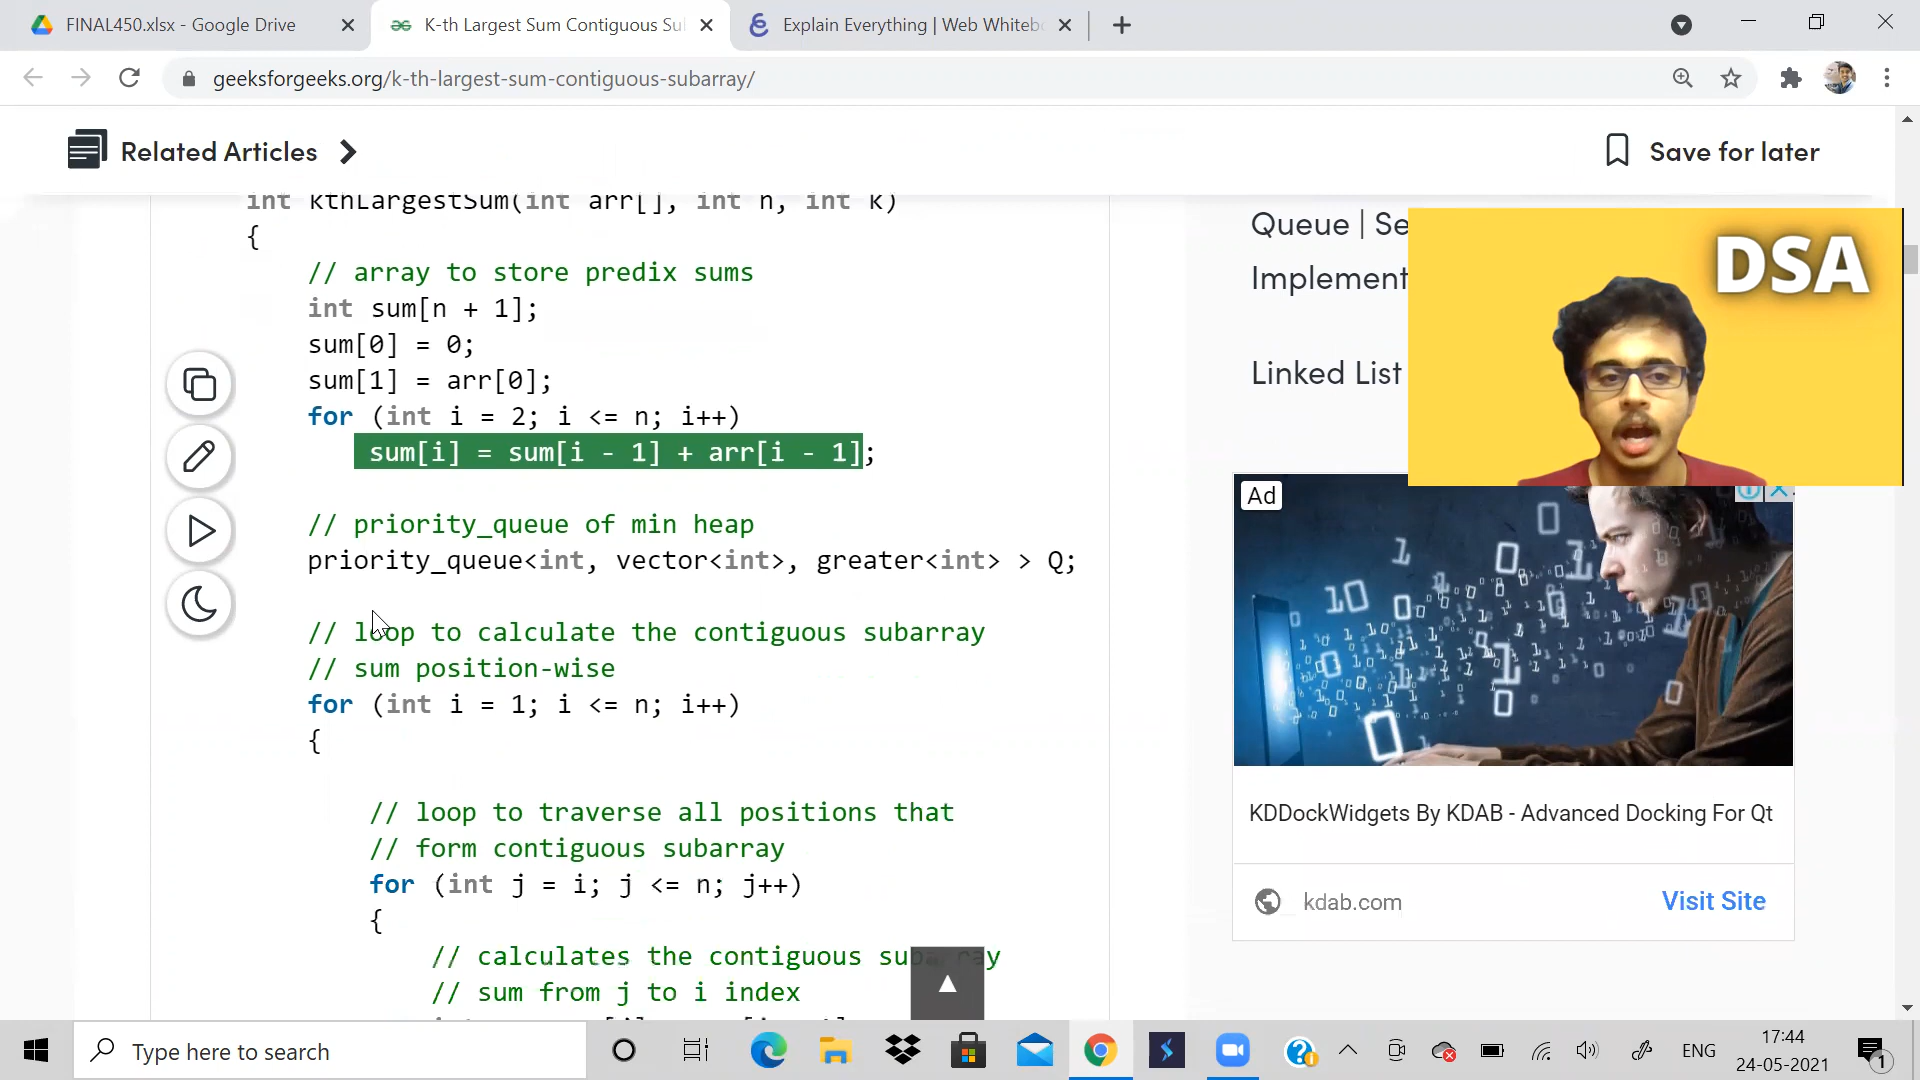 FINAL450.xlsx - Google Drive
K-th Largest Sum Contiguous Su
Explain Everything | Web Whitebo
geeksforgeeks.org/k-th-largest-sum-contiguous-subarray/
Related Articles
Save for later
int kthLargestSum(int arr[], int n, int k)
{
// array to store predix sums
int sum[n + 1];
sum[0] = 0;
sum[1] = arr[0];
for (int i = 2; i <= n; i++)
sum[i] = sum[i - 1] + arr[i - 1];
// priority_queue of min heap
priority_queue<int, vector<int>, greater<int> > Q;
// loop to calculate the contiguous subarray
// sum position-wise
for (int i = 1; i <= n; i++)
{
// loop to traverse all positions that
// form contiguous subarray
for (int j = i; j <= n; j++)
{
// calculates the contiguous subarray
// sum from j to i index
Queue | Se
Implement
Linked List
DSA
Ad
KDDockWidgets By KDAB - Advanced Docking For Qt
kdab.com
Visit Site
Type here to search
ENG
17:44
24-05-2021
1